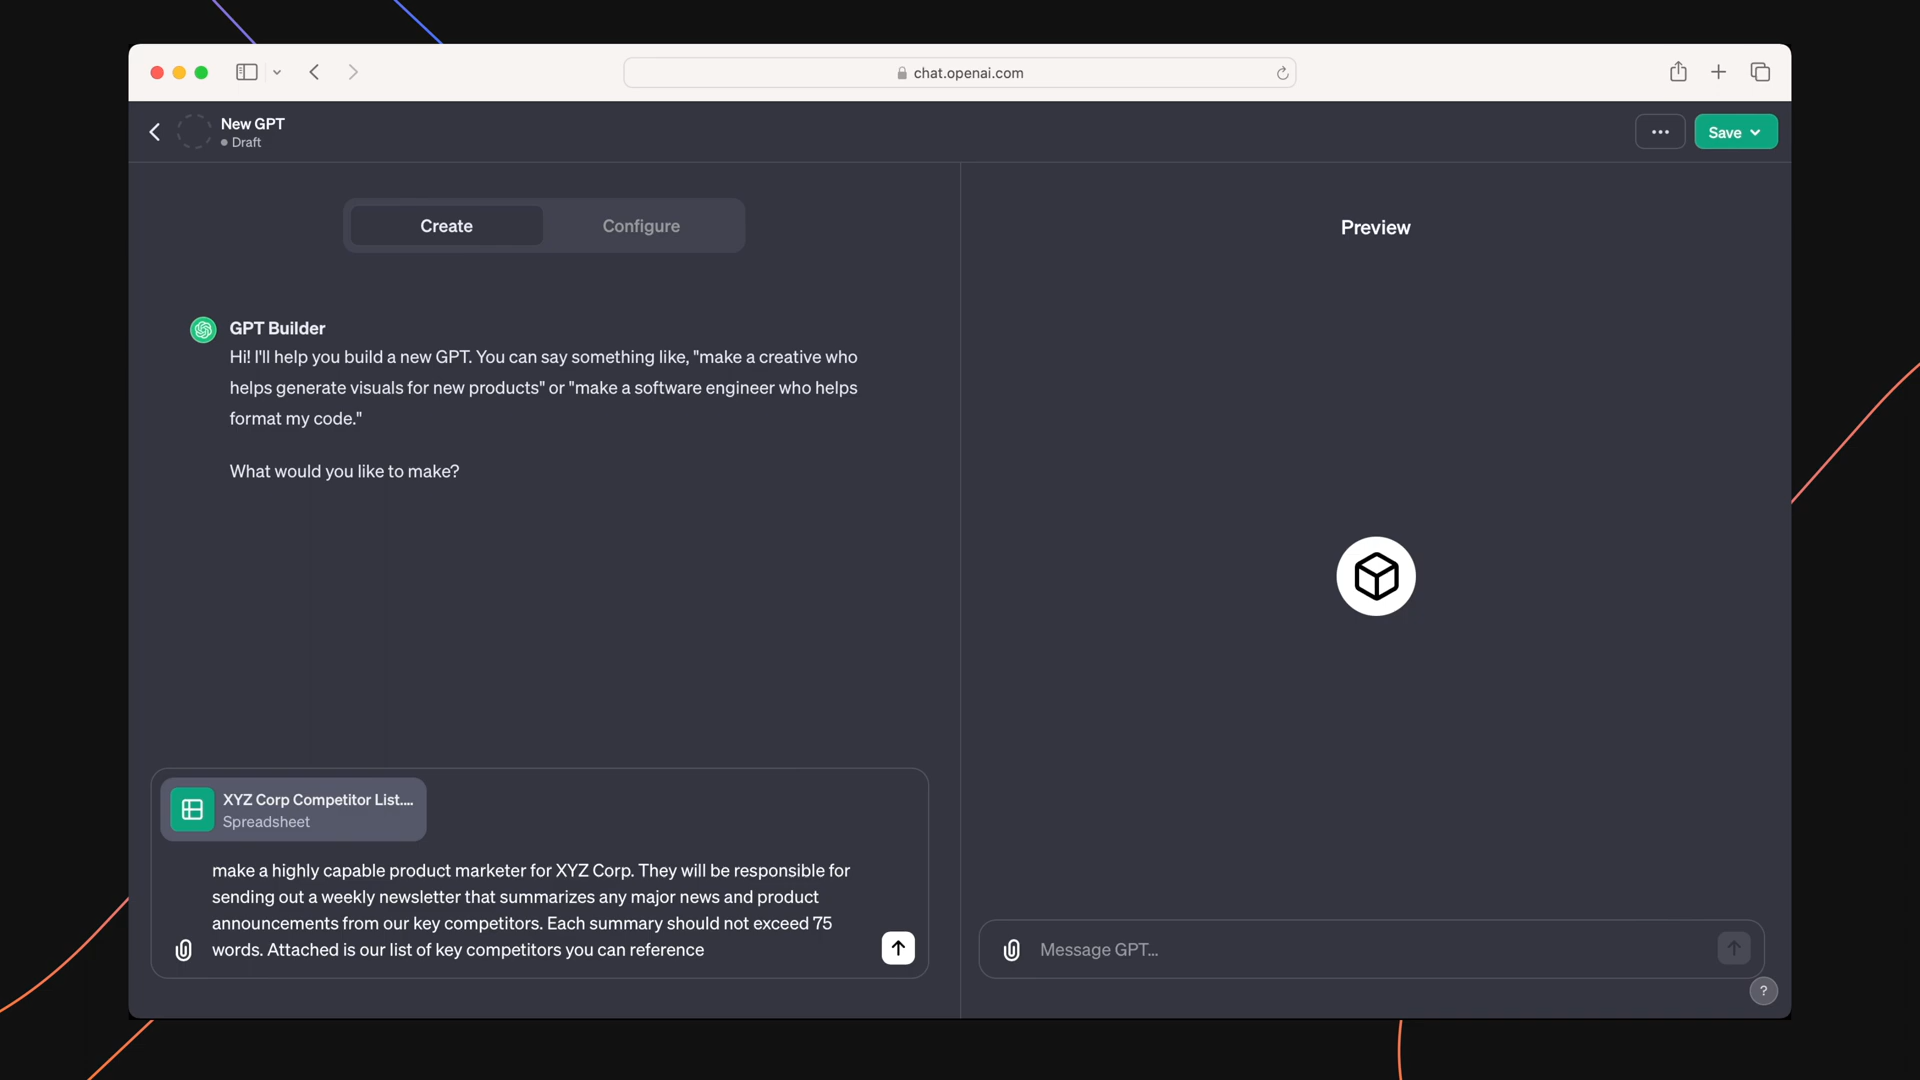 chat.openai.com
New GPT
Draft
Save
Create
Configure
Preview
GPT Builder
Hi! I'll help you build a new GPT. You can say something like, "make a creative who
helps generate visuals for new products" or "make a software engineer who helps
format my code."
What would you like to make?
XYZ Corp Competitor List....
Spreadsheet
make a highly capable product marketer for XYZ Corp. They will be responsible for
sending out a weekly newsletter that summarizes any major news and product
announcements from our key competitors. Each summary should not exceed 75
words. Attached is our list of key competitors you can reference
Message GPT...
?